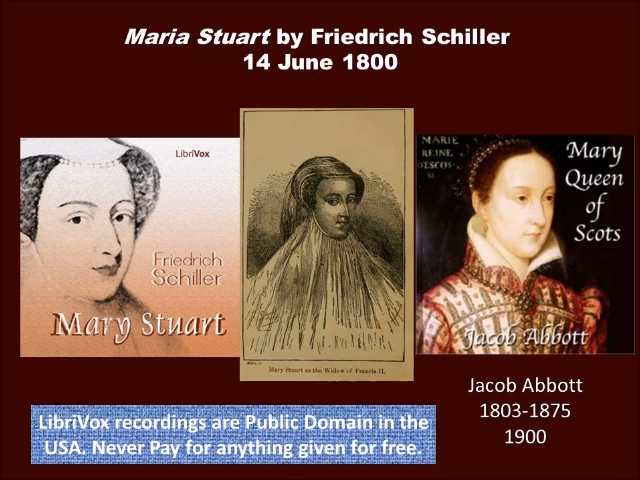 Maria Stuart by Friedrich Schiller
14 June 1800
LibriVox
Friedrich
Schiller
Mary Stuart
Mary Stuart as the Widow of Francis II.
MARIE
REINE
Mary
Queen
of
Scots
Jacob Abbott
Jacob Abbott
1803-1875
1900
LibriVox recordings are Public Domain in the
USA. Never Pay for anything given for free.